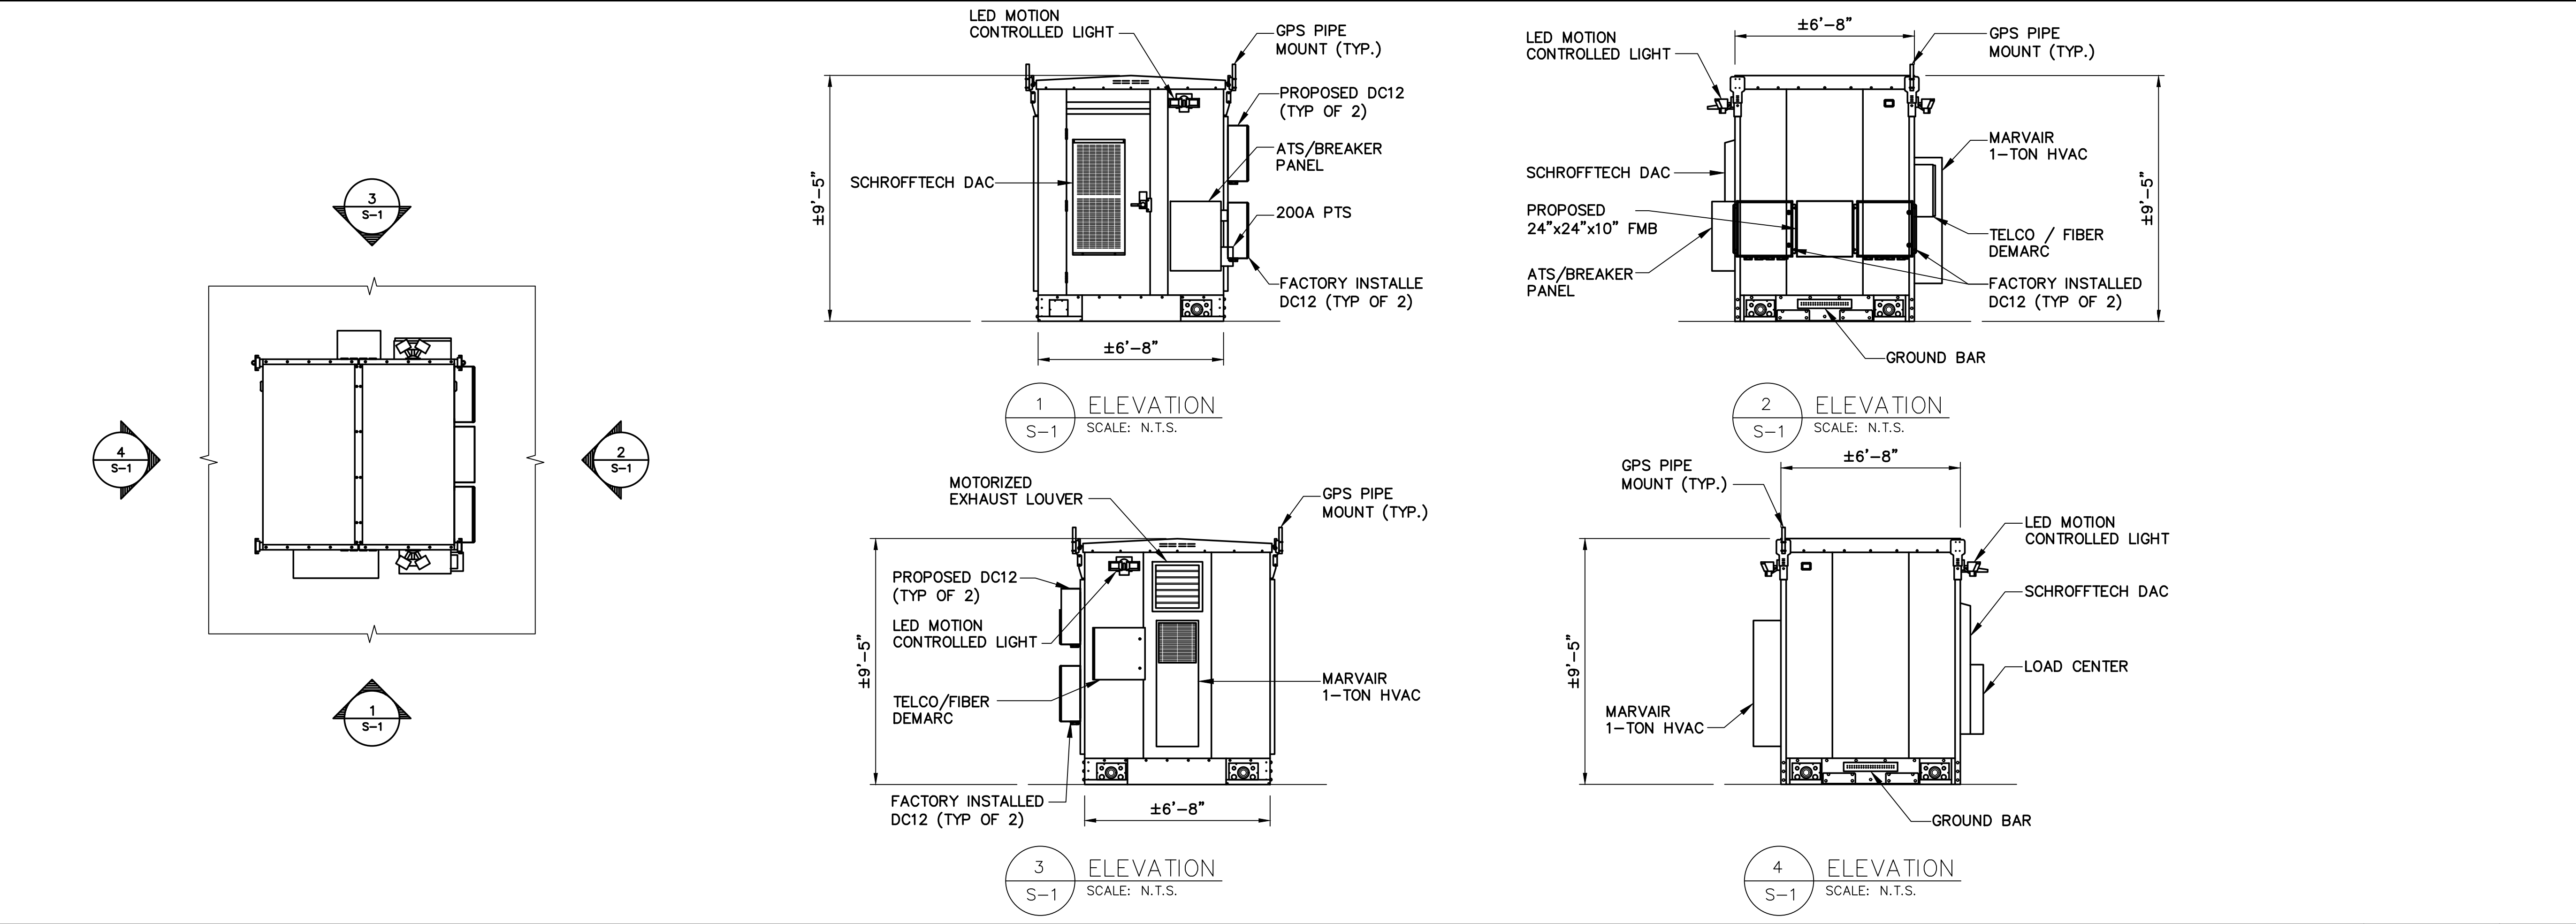 3
S-1
4
S-1
2
S-1
1
S-1
LED MOTION
CONTROLLED LIGHT
GPS PIPE
MOUNT (TYP.)
PROPOSED DC12
(TYP OF 2)
ATS/BREAKER
PANEL
SCHROFFTECH DAC
200A PTS
FACTORY INSTALLE
DC12 (TYP OF 2)
±9'-5"
±6'-8"
1
S-1
ELEVATION
SCALE: N.T.S.
±6'-8"
LED MOTION
CONTROLLED LIGHT
GPS PIPE
MOUNT (TYP.)
MARVAIR
1-TON HVAC
SCHROFFTECH DAC
PROPOSED
24"x24"x10" FMB
ATS/BREAKER
PANEL
TELCO / FIBER
DEMARC
FACTORY INSTALLED
DC12 (TYP OF 2)
±9'-5"
GROUND BAR
2
S-1
ELEVATION
SCALE: N.T.S.
MOTORIZED
EXHAUST LOUVER
GPS PIPE
MOUNT (TYP.)
PROPOSED DC12
(TYP OF 2)
LED MOTION
CONTROLLED LIGHT
±9'-5"
TELCO/FIBER
DEMARC
MARVAIR
1-TON HVAC
FACTORY INSTALLED
DC12 (TYP OF 2)
±6'-8"
3
S-1
ELEVATION
SCALE: N.T.S.
±6'-8"
GPS PIPE
MOUNT (TYP.)
LED MOTION
CONTROLLED LIGHT
SCHROFFTECH DAC
±9'-5"
LOAD CENTER
MARVAIR
1-TON HVAC
GROUND BAR
4
S-1
ELEVATION
SCALE: N.T.S.